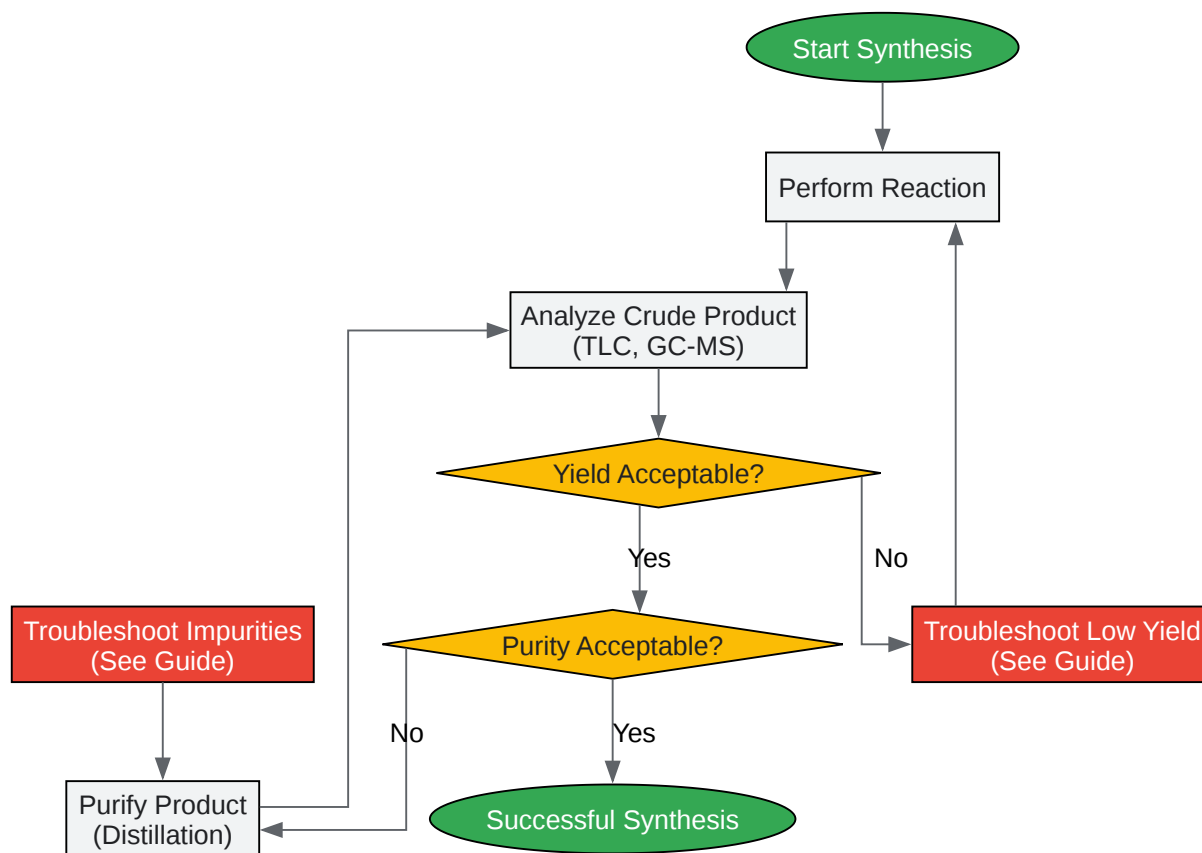 Start Synthesis
Perform Reaction
Analyze Crude Product
(TLC, GC-MS)
Yield Acceptable?
Yes
No
Troubleshoot Impurities
(See Guide)
Purity Acceptable?
Troubleshoot Low Yield
(See Guide)
No
Yes
Purify Product
(Distillation)
Successful Synthesis